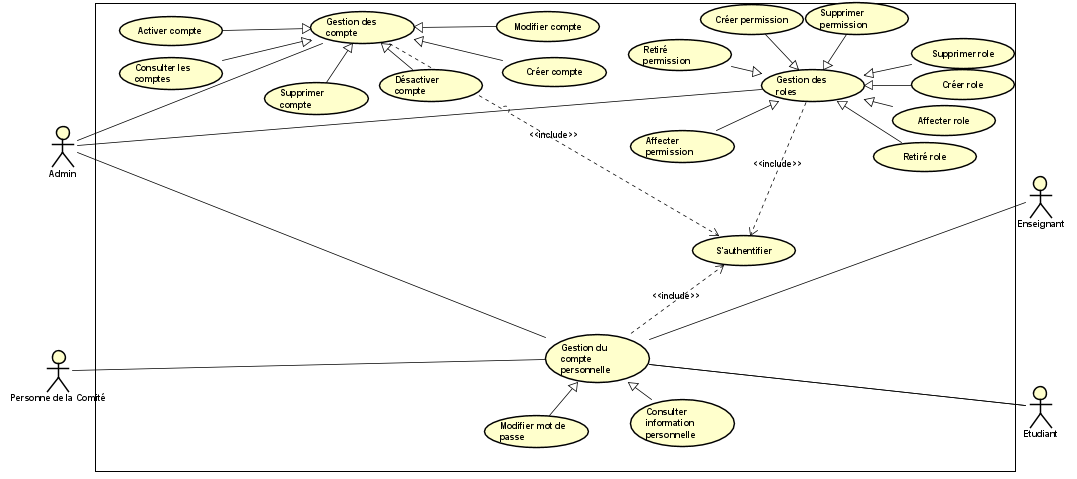 Activer compte
Gestion des
compte
Modifier compte
Créer permission
Supprimer
permission
Retiré
permission
Supprimer role
Consulter les
comptes
Supprimer
compte
Désactiver
compte
Créer compte
Gestion des
roles
Créer role
Affecter role
Affecter
permission
Retiré role
<<include>>
<<include>>
Admin
Enseignant
S'authentifier
<<include>>
Gestion du
compte
personnelle
Personne de la Comité
Modifier mot de
passe
Consulter
information
personnelle
Etudiant